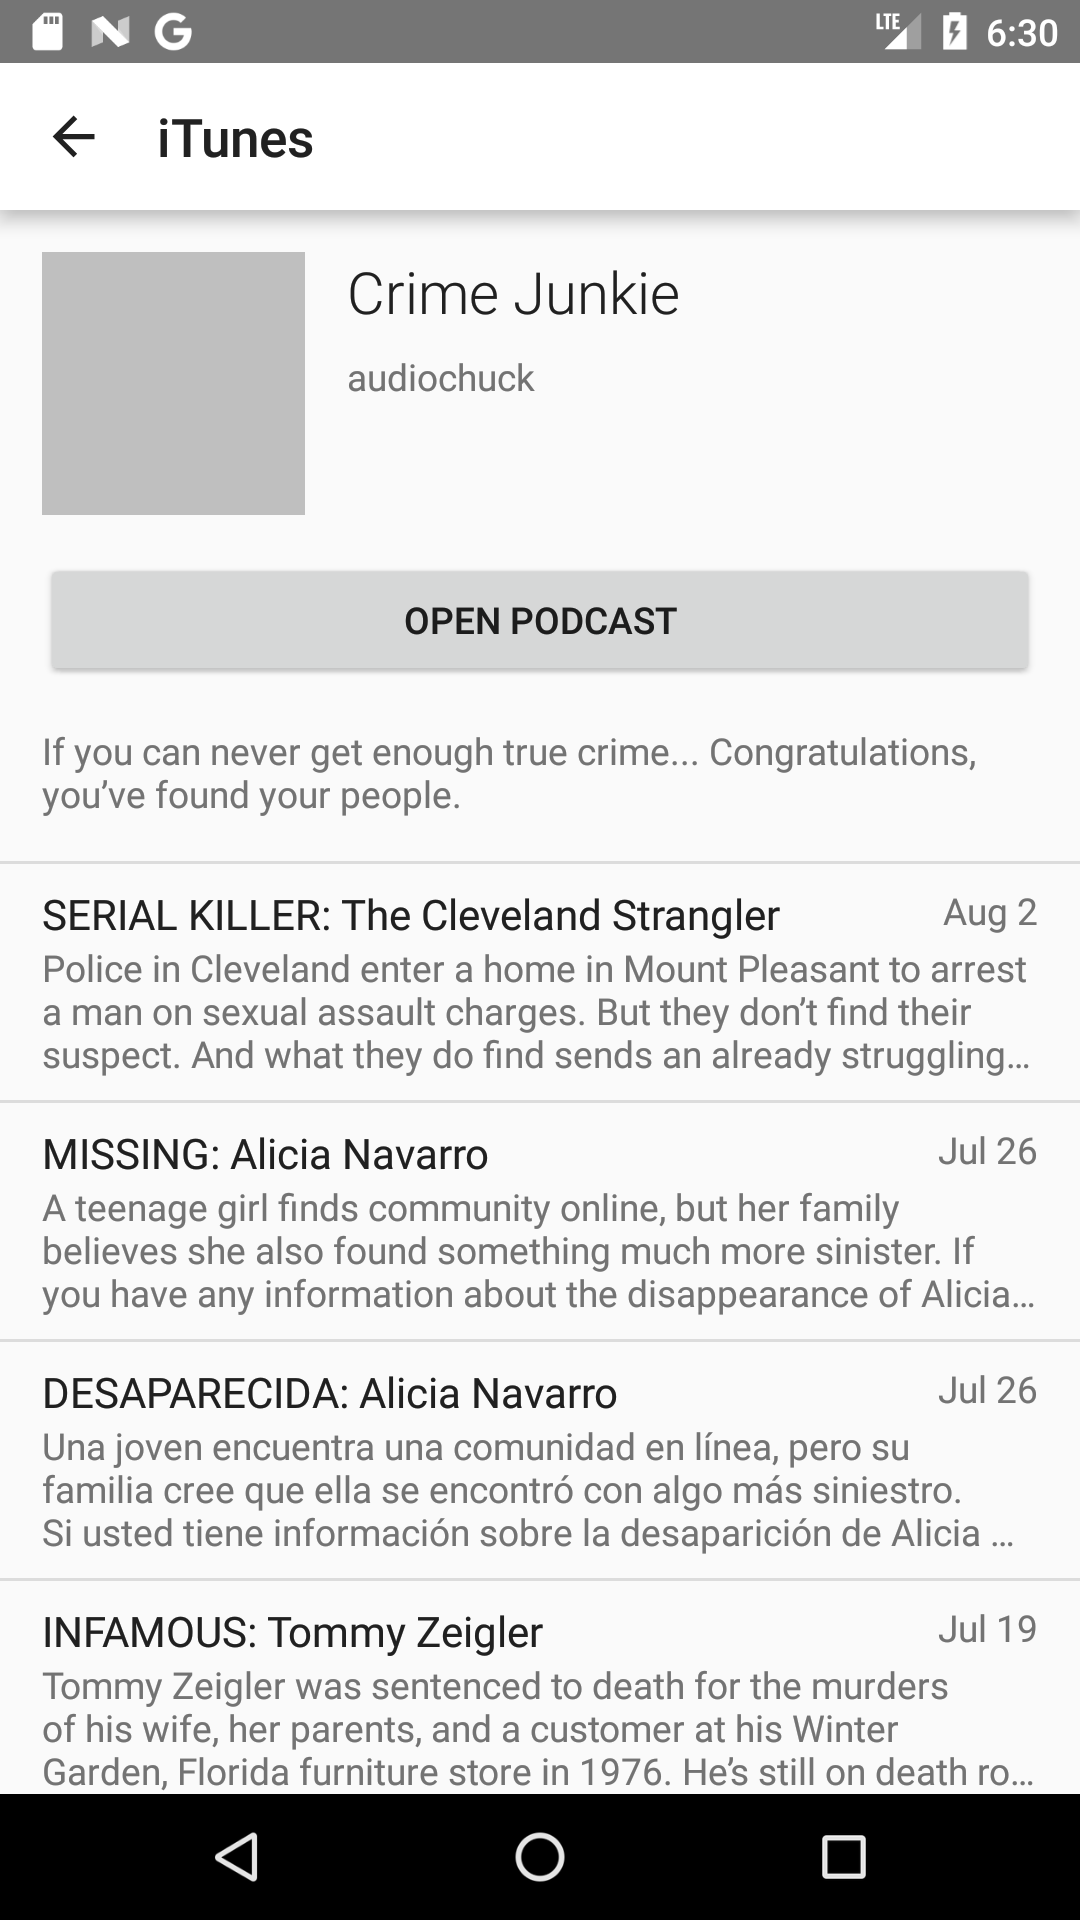 LTE 6:30
iTunes
Crime Junkie
audiochuck
OPEN PODCAST
If you can never get enough true crime... Congratulations,
you’ve found your people.
SERIAL KILLER: The Cleveland Strangler Aug 2
Police in Cleveland enter a home in Mount Pleasant to arrest
a man on sexual assault charges. But they don’t find their
suspect. And what they do find sends an already struggling…
MISSING: Alicia Navarro Jul 26
A teenage girl finds community online, but her family
believes she also found something much more sinister. If
you have any information about the disappearance of Alicia…
DESAPARECIDA: Alicia Navarro Jul 26
Una joven encuentra una comunidad en línea, pero su
familia cree que ella se encontró con algo más siniestro.
Si usted tiene información sobre la desaparición de Alicia …
INFAMOUS: Tommy Zeigler Jul 19
Tommy Zeigler was sentenced to death for the murders
of his wife, her parents, and a customer at his Winter
Garden, Florida furniture store in 1976. He’s still on death ro…